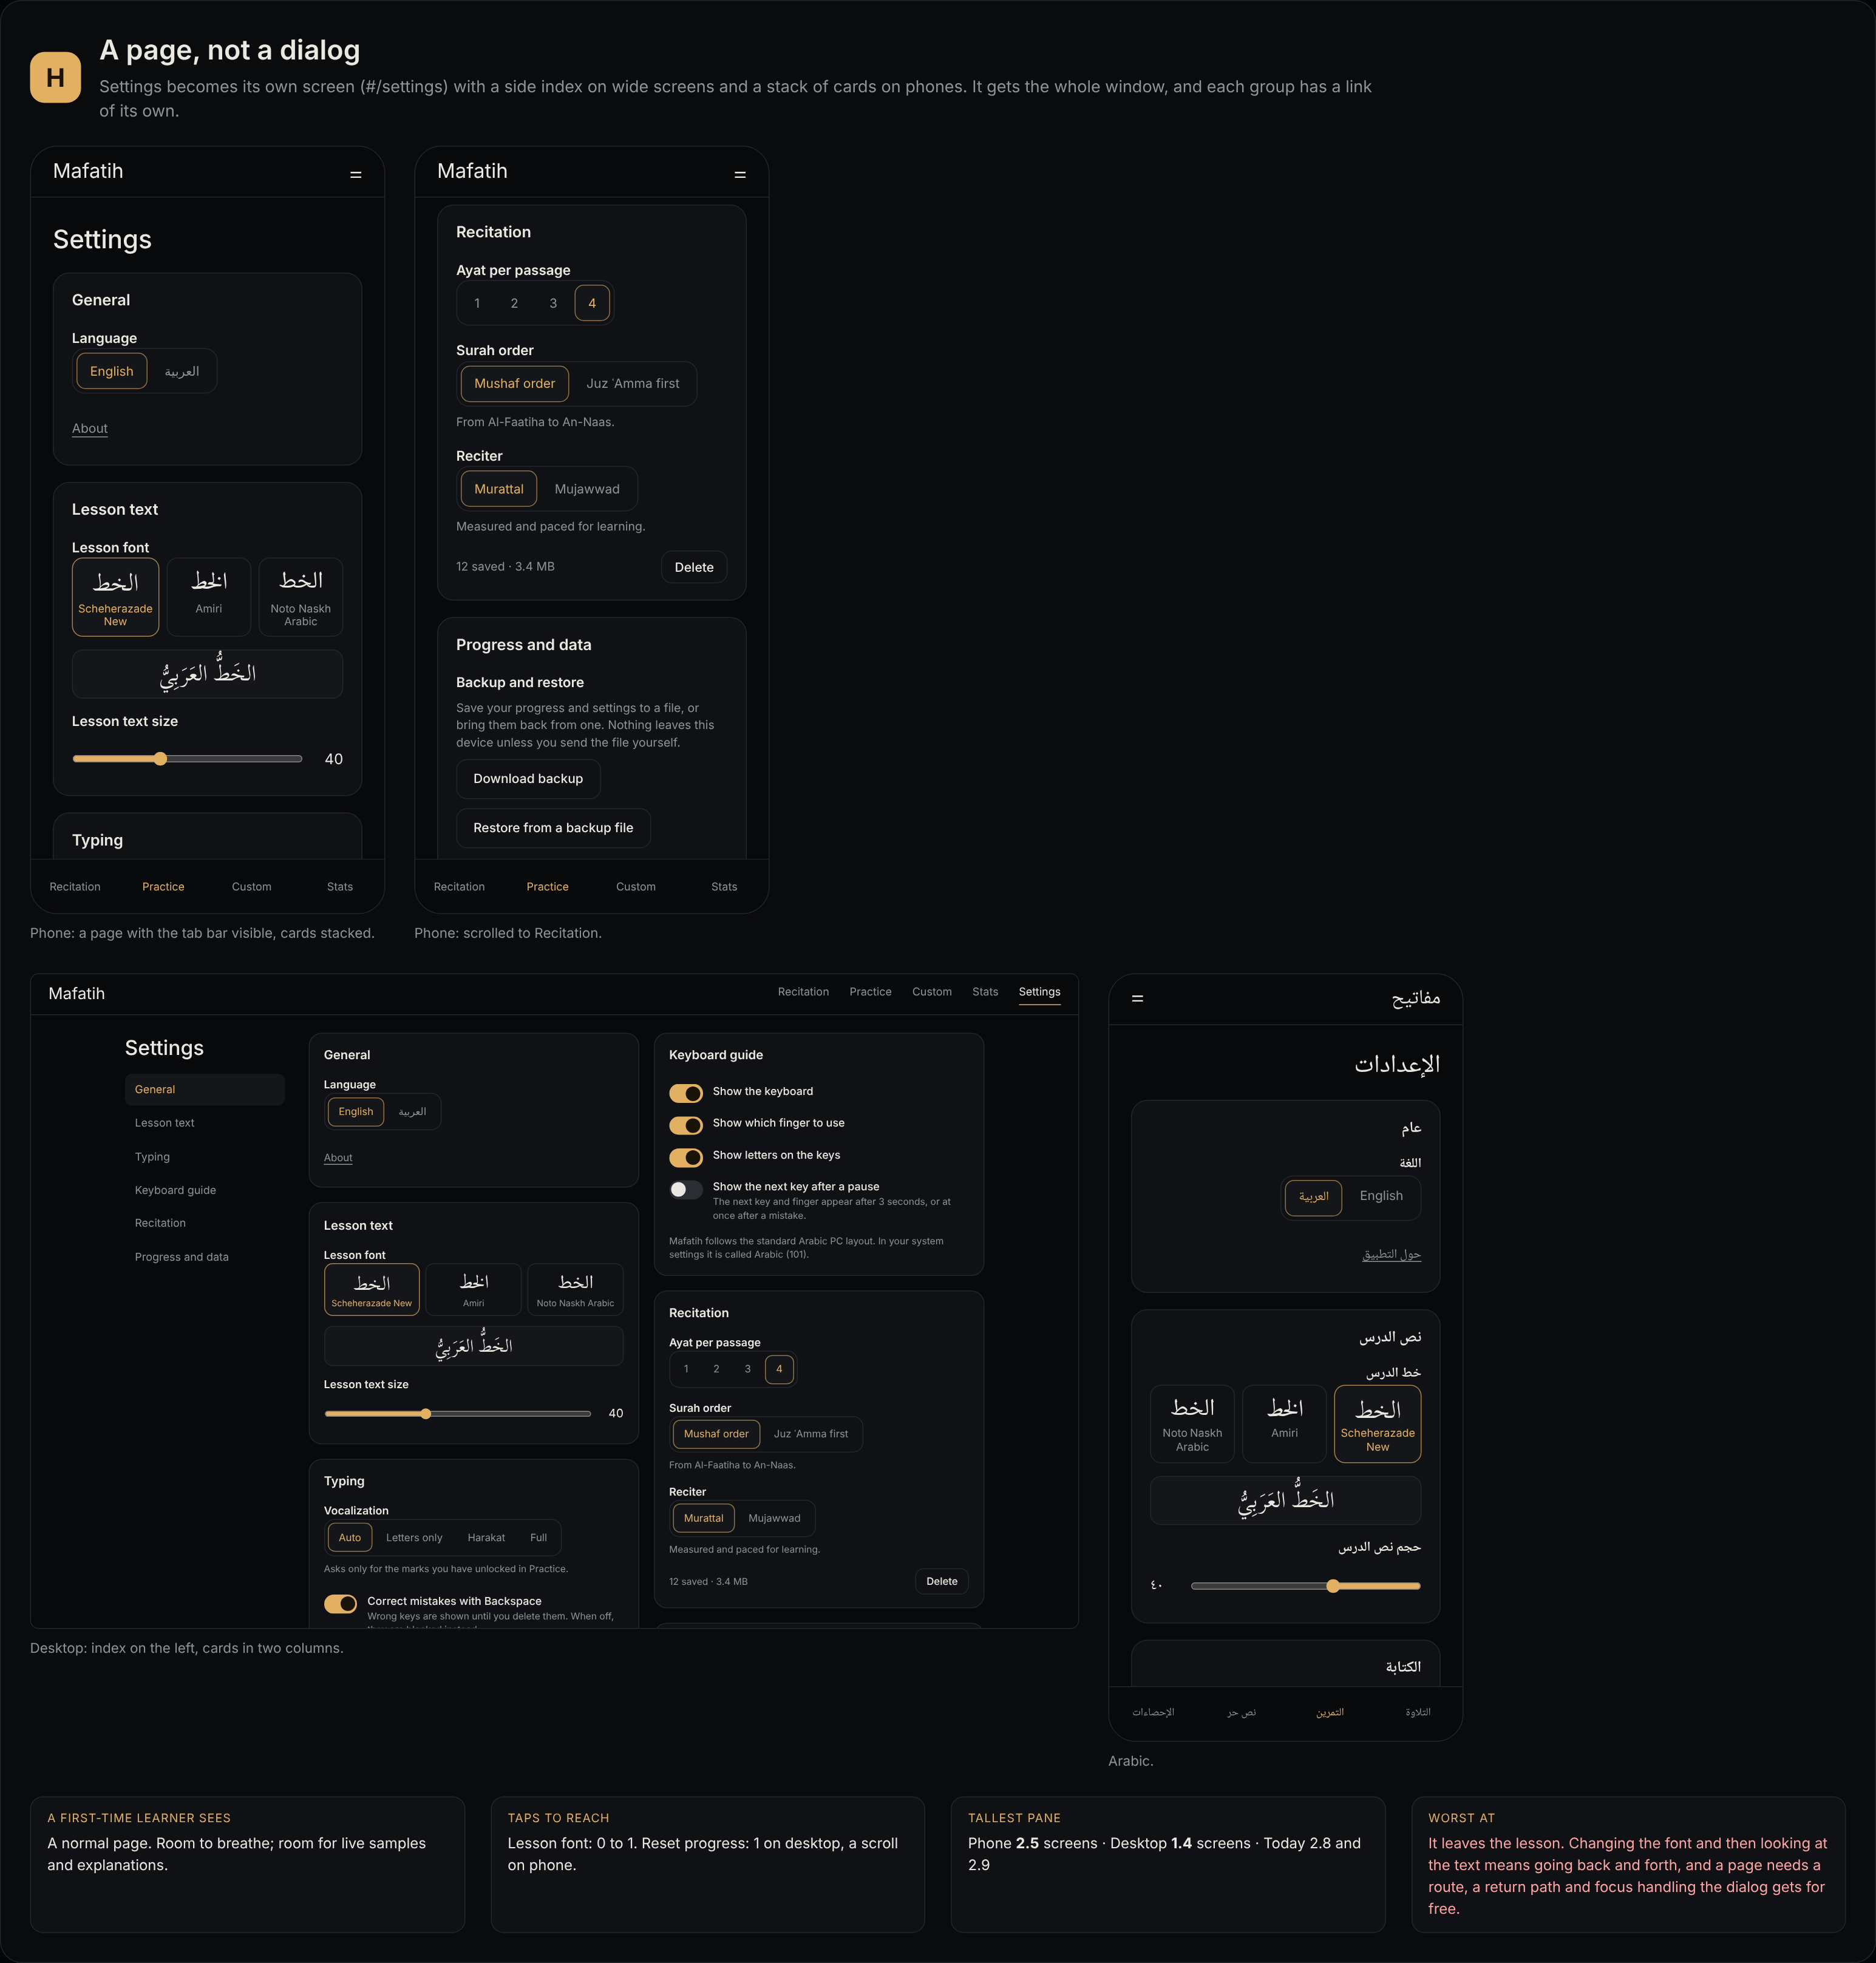 H
A page, not a dialog
Settings becomes its own screen (#/settings) with a side index on wide screens and a stack of cards on phones. It gets the whole window, and each group has a link
of its own.
Mafatih
Settings
General
Language
English العربية
About
Lesson text
Lesson font
الخط الخط الخط
Scheherazade New
Amiri
Noto Naskh Arabic
الخَطُّ العَرَبِيُّ
Lesson text size
40
Typing
Recitation Practice Custom Stats
Phone: a page with the tab bar visible, cards stacked.
Mafatih
Recitation
Ayat per passage
1 2 3 4
Surah order
Mushaf order Juz ʿAmma first
From Al-Faatiha to An-Naas.
Reciter
Murattal Mujawwad
Measured and paced for learning.
12 saved · 3.4 MB Delete
Progress and data
Backup and restore
Save your progress and settings to a file, or
bring them back from one. Nothing leaves this
device unless you send the file yourself.
Download backup
Restore from a backup file
Recitation Practice Custom Stats
Phone: scrolled to Recitation.
Mafatih
Recitation Practice Custom Stats Settings
Settings
General
Lesson text
Typing
Keyboard guide
Recitation
Progress and data
General
Language
English العربية
About
Lesson text
Lesson font
الخط الخط الخط
Scheherazade New Amiri Noto Naskh Arabic
الخَطُّ العَرَبِيُّ
Lesson text size
40
Typing
Vocalization
Auto Letters only Harakat Full
Asks only for the marks you have unlocked in Practice.
Correct mistakes with Backspace
Wrong keys are shown until you delete them. When off,
Keyboard guide
Show the keyboard
Show which finger to use
Show letters on the keys
Show the next key after a pause
The next key and finger appear after 3 seconds, or at
once after a mistake.
Mafatih follows the standard Arabic PC layout. In your system
settings it is called Arabic (101).
Recitation
Ayat per passage
1 2 3 4
Surah order
Mushaf order Juz ʿAmma first
From Al-Faatiha to An-Naas.
Reciter
Murattal Mujawwad
Measured and paced for learning.
12 saved · 3.4 MB Delete
Desktop: index on the left, cards in two columns.
مفاتيح
الإعدادات
عام
اللغة
English العربية
حول التطبيق
نص الدرس
خط الدرس
الخط الخط الخط
Scheherazade New
Amiri
Noto Naskh Arabic
الخَطُّ العَرَبِيُّ
حجم نص الدرس
٤٠
الكتابة
التلاوة التمرين نص حر الإحصاءات
Arabic.
A FIRST-TIME LEARNER SEES
A normal page. Room to breathe; room for live samples
and explanations.
TAPS TO REACH
Lesson font: 0 to 1. Reset progress: 1 on desktop, a scroll
on phone.
TALLEST PANE
Phone 2.5 screens · Desktop 1.4 screens · Today 2.8 and
2.9
WORST AT
It leaves the lesson. Changing the font and then looking at
the text means going back and forth, and a page needs a
route, a return path and focus handling the dialog gets for
free.